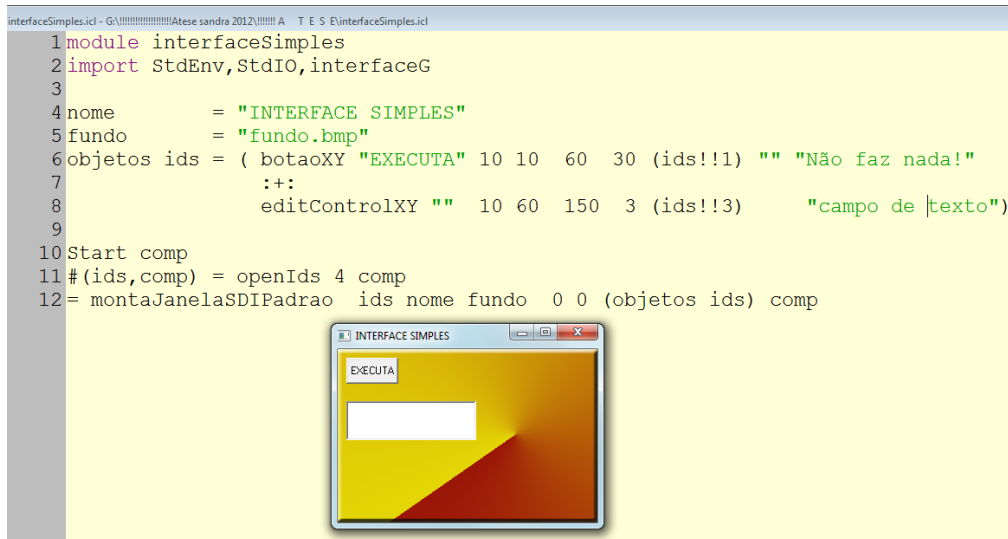 interfaceSimples.icl - G:\!!!!!!!!!!!!!!!!!!!!!Atese sandra 2012\!!!!!!! A    T  E  S  E\interfaceSimples.icl
1 module interfaceSimples
2 import StdEnv,StdIO,interfaceG
3
4 nome        = "INTERFACE SIMPLES"
5 fundo       = "fundo.bmp"
6 objetos ids = ( botaoXY "EXECUTA" 10 10  60  30 (ids!!1) "" "Não faz nada!"
7                 :+:
8                 editControlXY ""  10 60  150  3 (ids!!3)      "campo de texto")
9
10 Start comp
11 #(ids,comp) = openIds 4 comp
12 = montaJanelaSDIPadrao  ids nome fundo  0 0 (objetos ids) comp
INTERFACE SIMPLES
EXECUTA